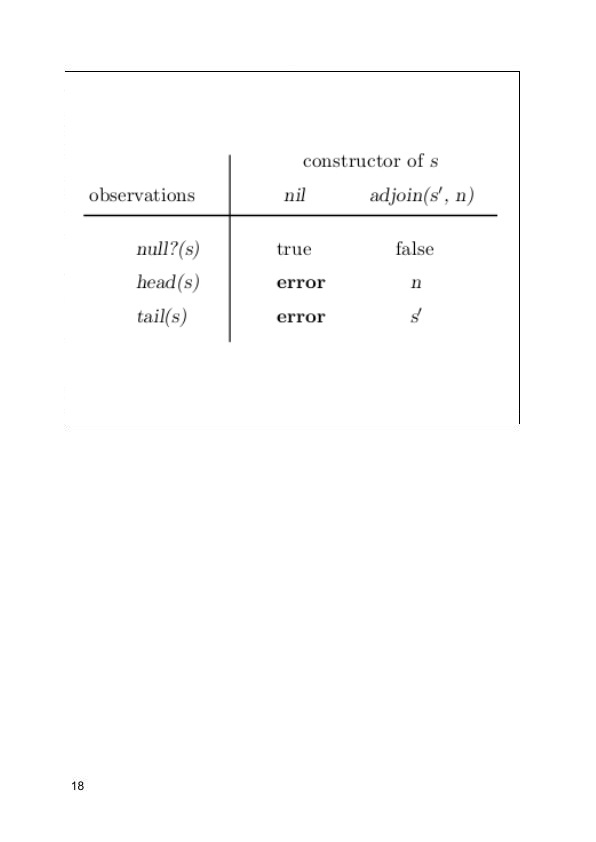 constructor of s
observations nil adjoin(s′, n)
null?(s) true false
head(s) error n
tail(s) error s′
18